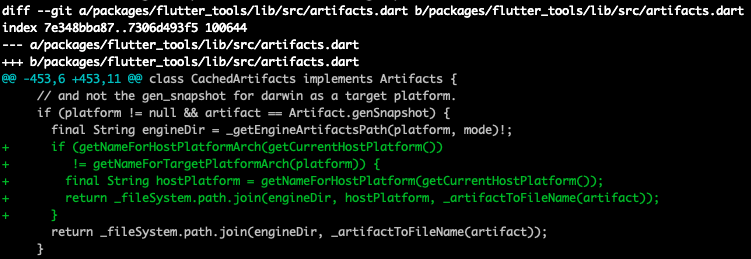 diff --git a/packages/flutter_tools/lib/src/artifacts.dart b/packages/flutter_tools/lib/src/artifacts.dart
index 7e348bba87..7306d493f5 100644
--- a/packages/flutter_tools/lib/src/artifacts.dart
+++ b/packages/flutter_tools/lib/src/artifacts.dart
@@ -453,6 +453,11 @@ class CachedArtifacts implements Artifacts {
     // and not the gen_snapshot for darwin as a target platform.
     if (platform != null && artifact == Artifact.genSnapshot) {
       final String engineDir = _getEngineArtifactsPath(platform, mode)!;
+      if (getNameForHostPlatformArch(getCurrentHostPlatform())
+        != getNameForTargetPlatformArch(platform)) {
+        final String hostPlatform = getNameForHostPlatform(getCurrentHostPlatform());
+        return _fileSystem.path.join(engineDir, hostPlatform, _artifactToFileName(artifact));
+      }
       return _fileSystem.path.join(engineDir, _artifactToFileName(artifact));
     }